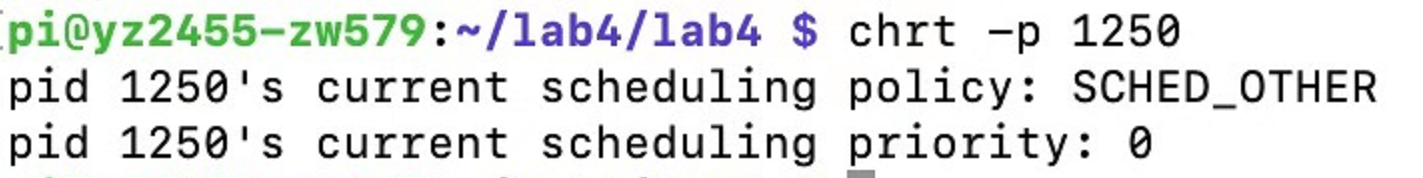 pi@yz2455-zw579:~/lab4/lab4 $ chrt -p 1250
pid 1250's current scheduling policy: SCHED_OTHER
pid 1250's current scheduling priority: 0